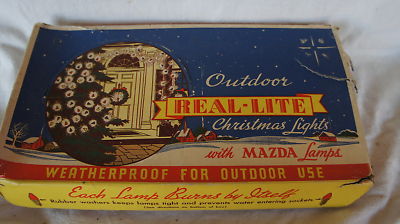 Outdoor
REAL-LITE
Christmas Lights
with MAZDA Lamps
WEATHERPROOF FOR OUTDOOR USE
Each Lamp Burns by Itself
Rubber washers keeps lamps tight and prevents water entering sockets